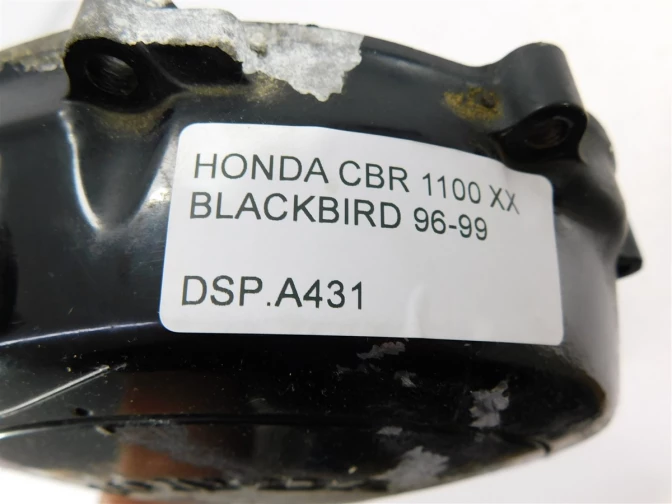 HONDA CBR 1100 XX
BLACKBIRD 96-99
DSP.A431